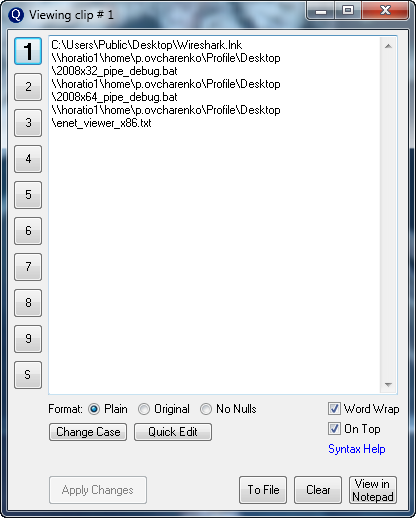 Q Viewing clip # 1
1
2
3
4
5
6
7
8
9
S
C:\Users\Public\Desktop\Wireshark.lnk
\\horatio1\home\p.ovcharenko\Profile\Desktop
\2008x32_pipe_debug.bat
\\horatio1\home\p.ovcharenko\Profile\Desktop
\2008x64_pipe_debug.bat
\\horatio1\home\p.ovcharenko\Profile\Desktop
\enet_viewer_x86.txt
Format: Plain Original No Nulls
Word Wrap
Change Case Quick Edit
On Top
Syntax Help
Apply Changes To File Clear View in
Notepad